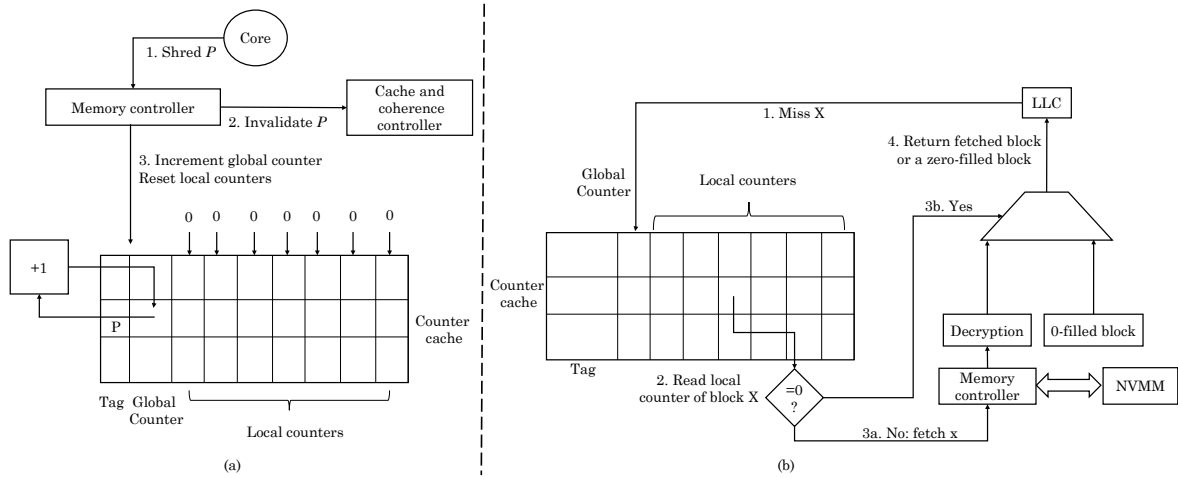 Core
1. Shred P
Memory controller
Cache and
coherence
controller
2. Invalidate P
3. Increment global counter
Reset local counters
0 0 0 0 0 0 0
+1
P
Counter
cache
Tag Global
Counter
Local counters
(a)
LLC
1. Miss X
4. Return fetched block
or a zero-filled block
Global
Counter
Local counters
3b. Yes
Counter
cache
Decryption
0-filled block
Tag
2. Read local
counter of block X
=0
?
Memory
controller
NVMM
3a. No: fetch x
(b)